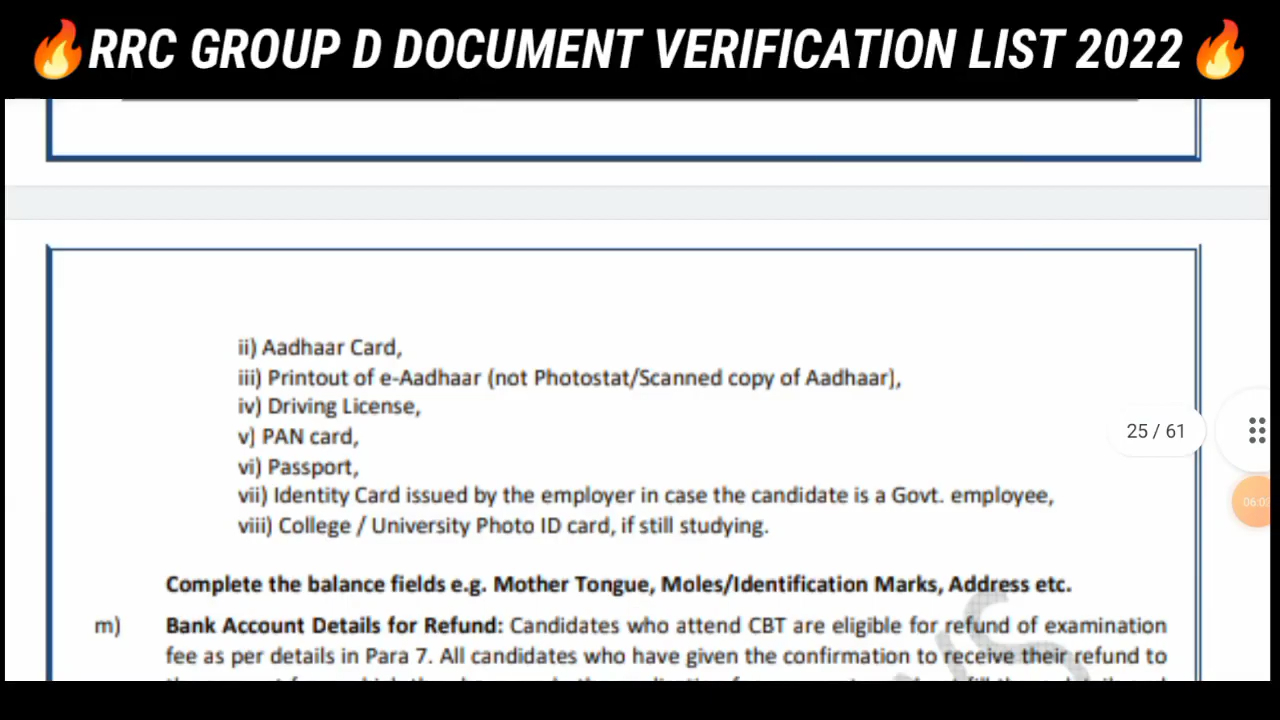 🔥RRC GROUP D DOCUMENT VERIFICATION LIST 2022🔥
ii) Aadhaar Card,
iii) Printout of e-Aadhaar (not Photostat/Scanned copy of Aadhaar),
iv) Driving License,
25 / 61
v) PAN card,
vi) Passport,
vii) Identity Card issued by the employer in case the candidate is a Govt. employee,
viii) College / University Photo ID card, if still studying.
Complete the balance fields e.g. Mother Tongue, Moles/Identification Marks, Address etc.
m) Bank Account Details for Refund: Candidates who attend CBT are eligible for refund of examination
fee as per details in Para 7. All candidates who have given the confirmation to receive their refund to